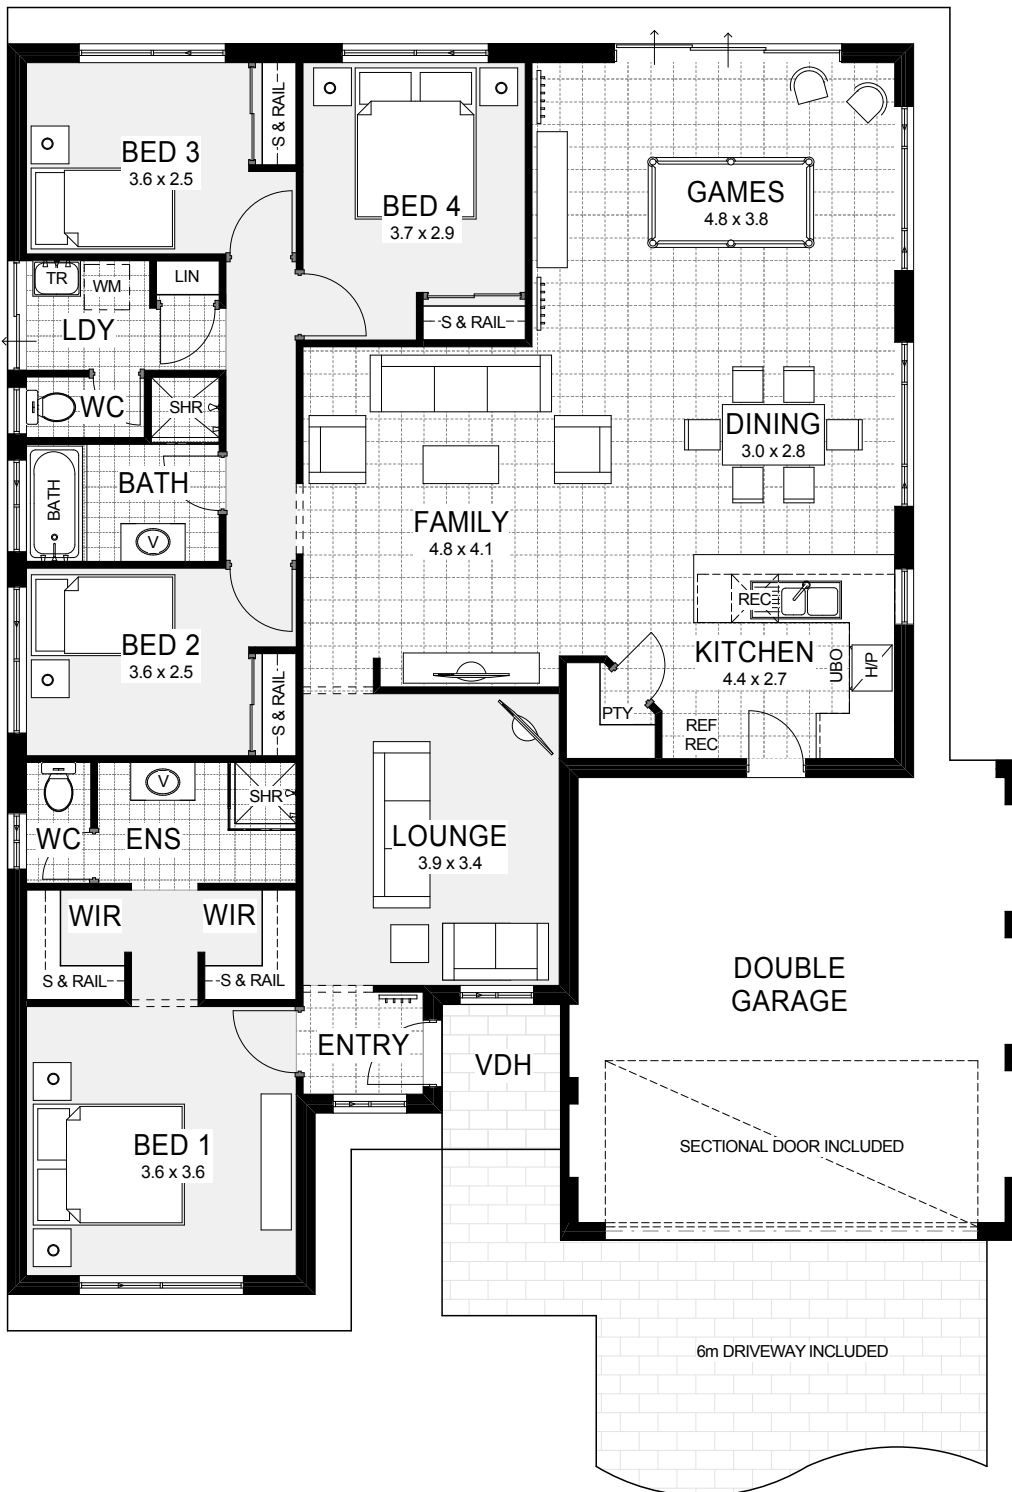 S & RAIL
BED 3
3.6 x 2.5
BED 4
3.7 x 2.9
S & RAIL
GAMES
4.8 x 3.8
TR
WM
LIN
LDY
WC
SHR
BATH
BATH
V
DINING
3.0 x 2.8
FAMILY
4.8 x 4.1
BED 2
3.6 x 2.5
S & RAIL
REC
KITCHEN
4.4 x 2.7
UBO
H/P
PTY
REF
REC
V
SHR
WC
ENS
LOUNGE
3.9 x 3.4
WIR
WIR
S & RAIL
S & RAIL
DOUBLE
GARAGE
ENTRY
VDH
BED 1
3.6 x 3.6
SECTIONAL DOOR INCLUDED
6m DRIVEWAY INCLUDED